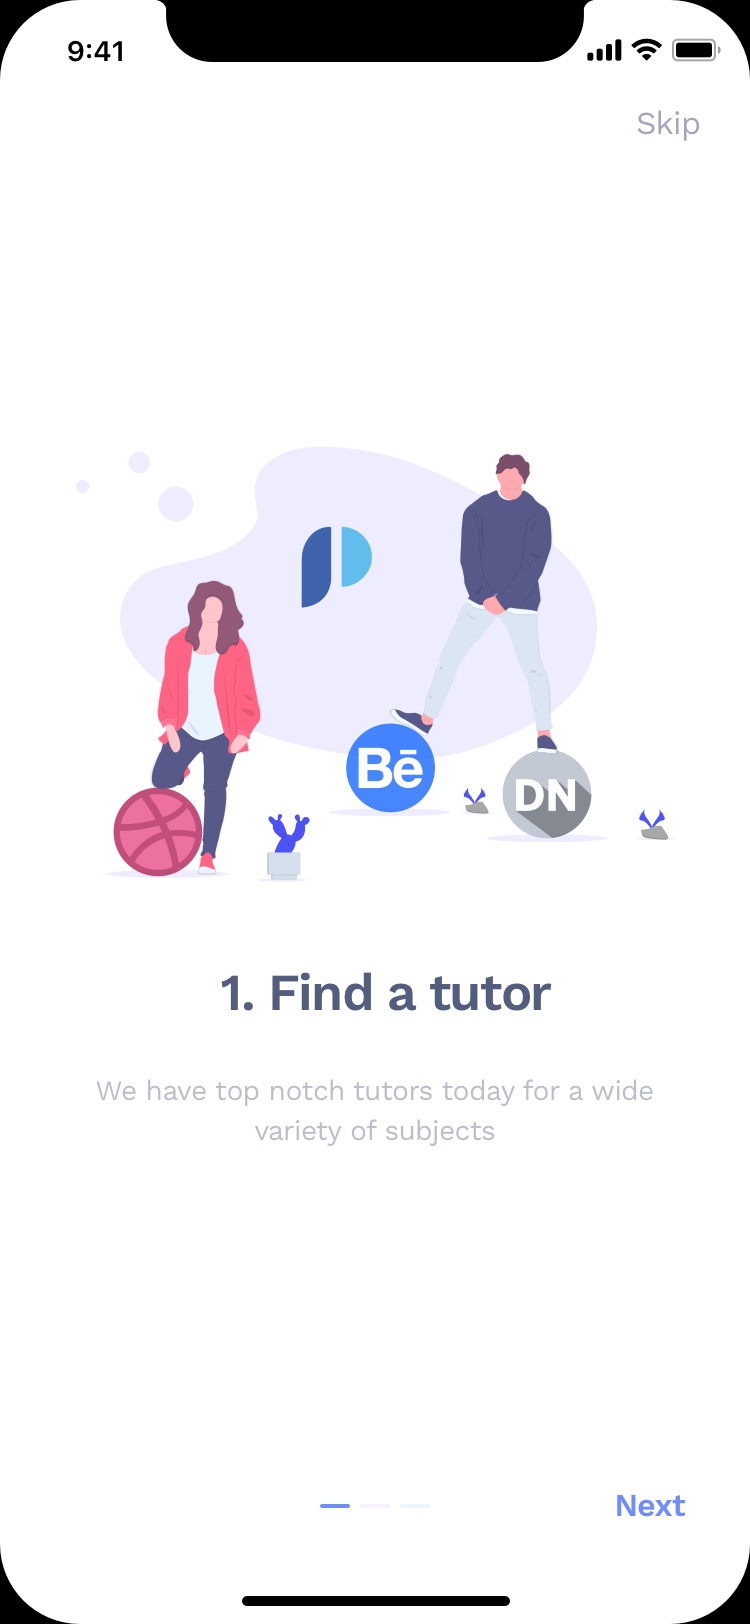 9:41
Skip
Bē
DN
1. Find a tutor
We have top notch tutors today for a wide
variety of subjects
Next